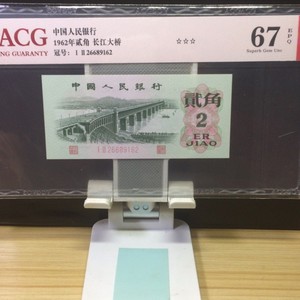 ACG
NG GUARANTY
中国人民银行
1962年贰角 长江大桥
冠号: I II 26689162
☆☆☆
67 EPQ
Superb Gem Unc
中国人民银行
I II 26689162
贰角
2
ER
JIAO